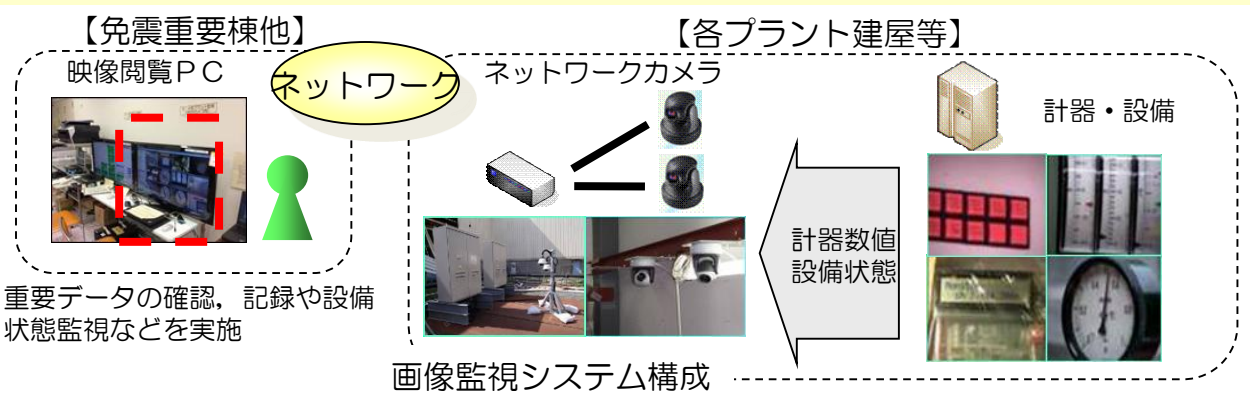 【免震重要棟他】
映像閲覧ＰＣ
ネットワーク
重要データの確認，記録や設備
状態監視などを実施
【各プラント建屋等】
ネットワークカメラ
計器・設備
計器数値
設備状態
画像監視システム構成